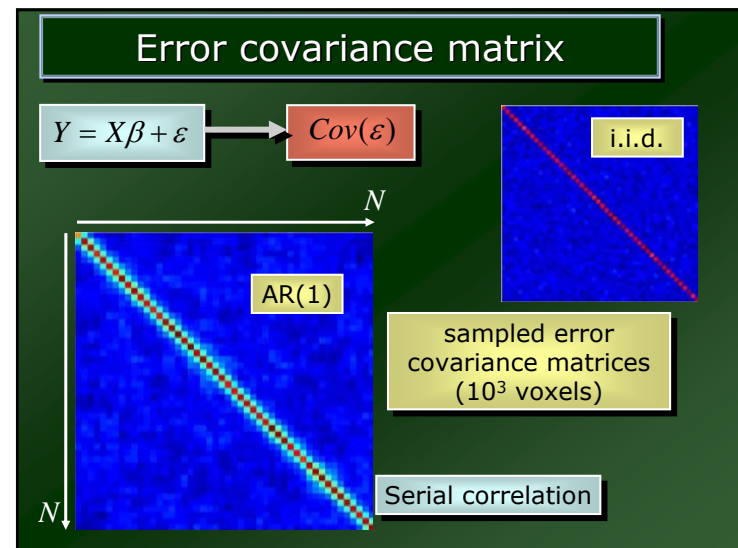 Error covariance matrix
Y = Xβ + ε
Cov(ε)
i.i.d.
N
AR(1)
sampled error
covariance matrices
(10³ voxels)
Serial correlation
N